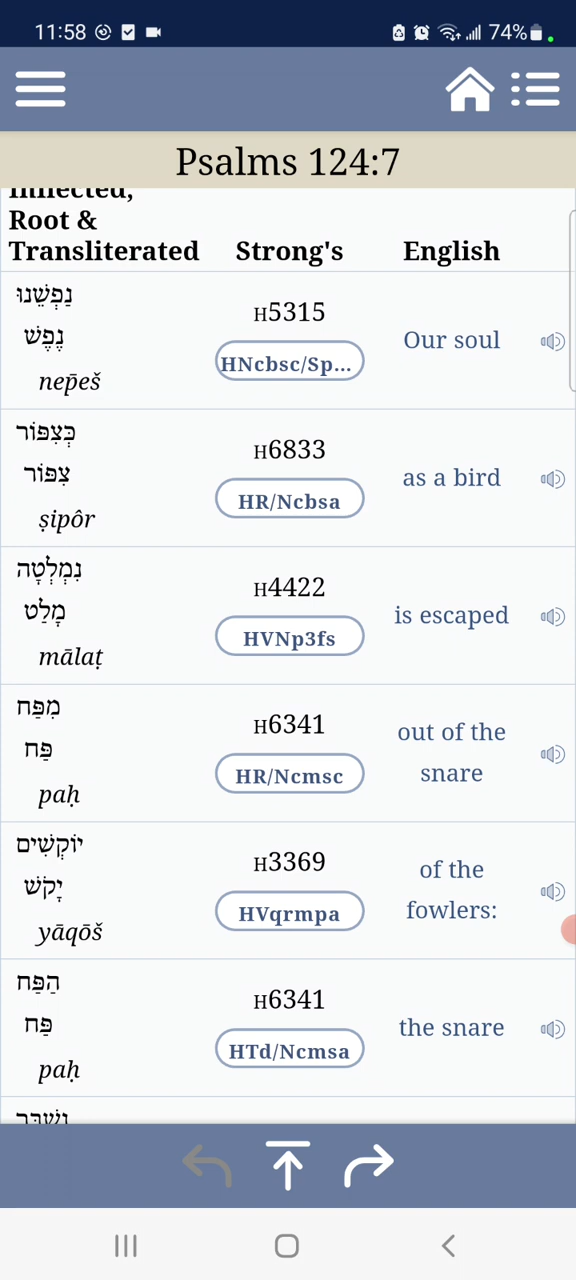 11:58
74%
Psalms 124:7
Inflected,
Root &
Transliterated Strong's English
נַפְשֵׁנוּ
נֶפֶשׁ
nep̄eš
H5315
HNcbsc/Sp...
Our soul
כְּצִפּוֹר
צִפּוֹר
ṣipôr
H6833
HR/Ncbsa
as a bird
נִמְלְטָה
מָלַט
mālaṭ
H4422
HVNp3fs
is escaped
מִפַּח
פַּח
paḥ
H6341
HR/Ncmsc
out of the
snare
יוֹקְשִׁים
יָקֹשׁ
yāqōš
H3369
HVqrmpa
of the
fowlers:
הַפַּח
פַּח
paḥ
H6341
HTd/Ncmsa
the snare